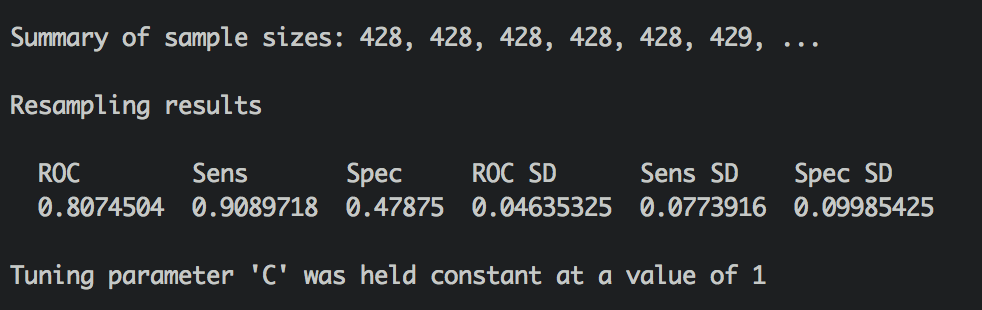 Summary of sample sizes: 428, 428, 428, 428, 428, 429, ...
Resampling results
ROC Sens Spec ROC SD Sens SD Spec SD
0.8074504 0.9089718 0.47875 0.04635325 0.0773916 0.09985425
Tuning parameter 'C' was held constant at a value of 1